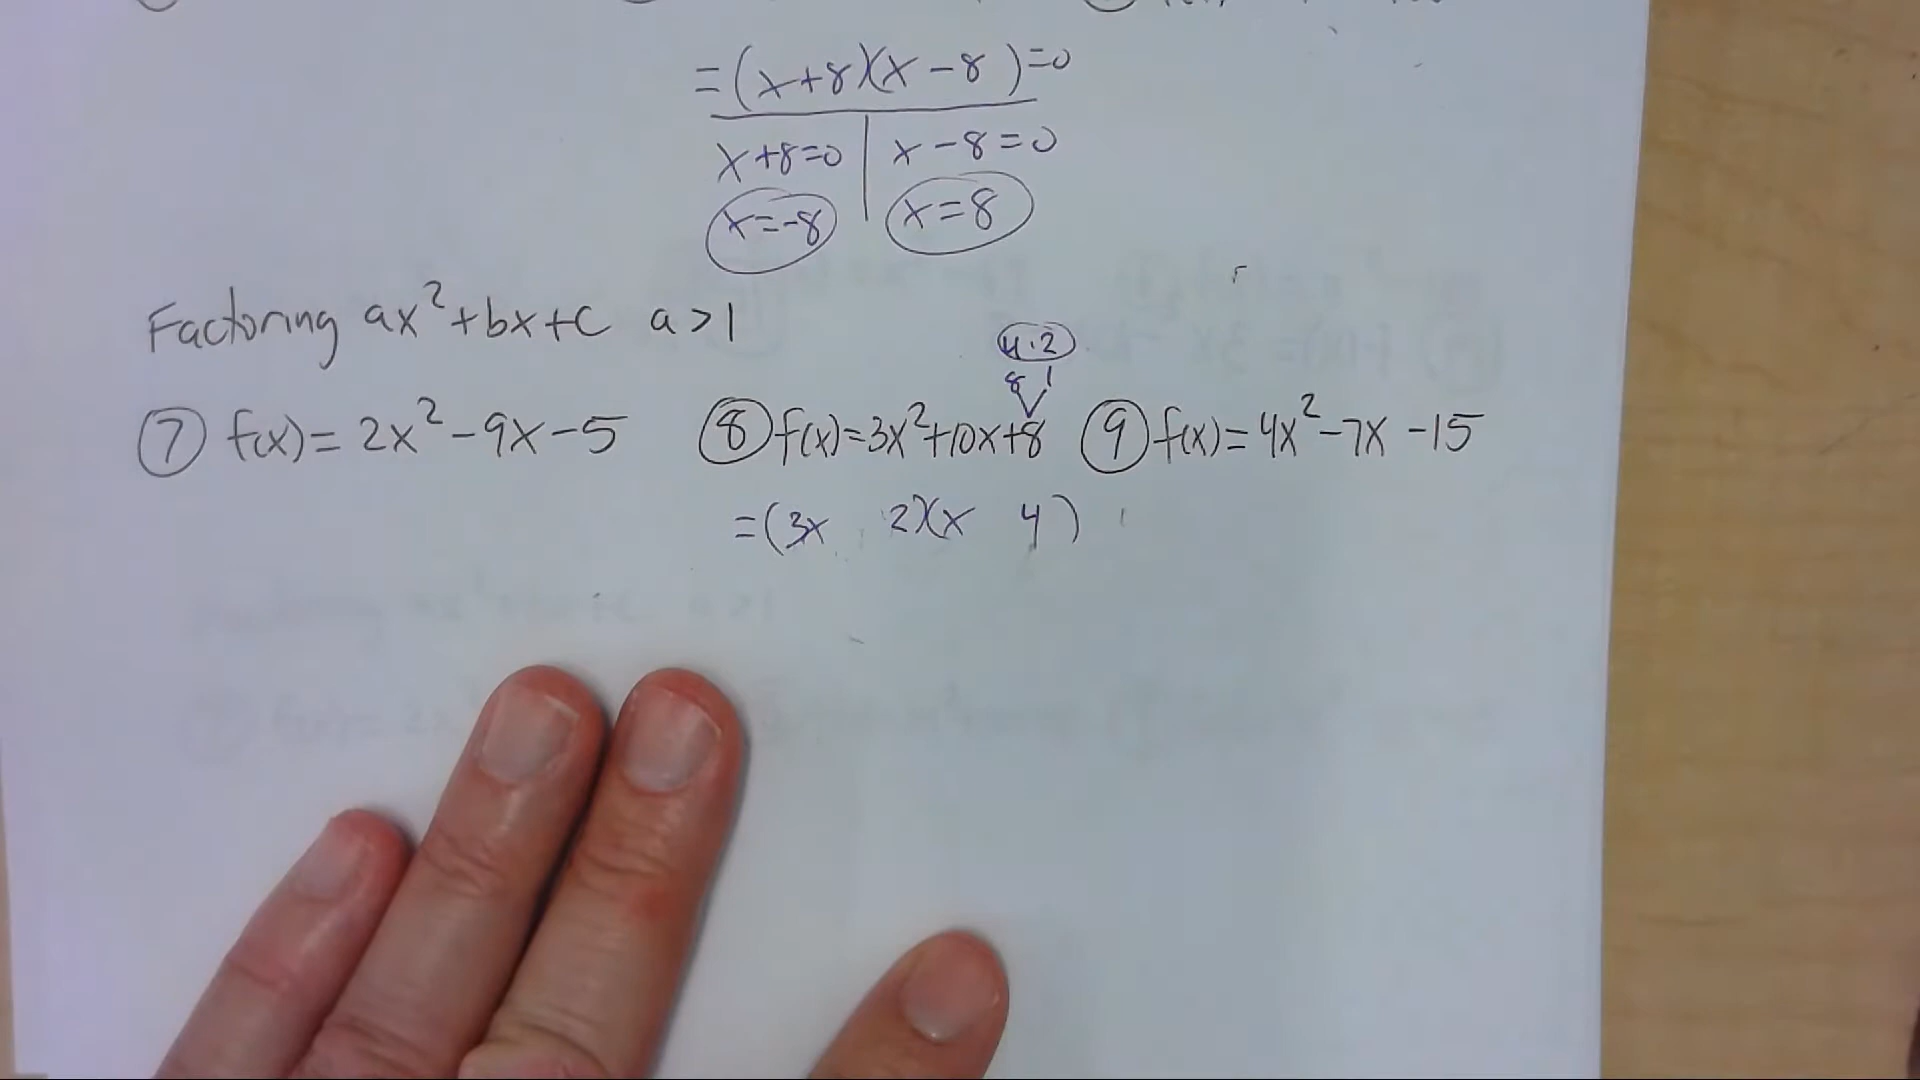 =(x+8)(x-8)=0
x+8=0 | x-8=0
x=-8 x=8
Factoring ax²+bx+c a>1
4·2
8 1
⑦ f(x)=2x²-9x-5 ⑧ f(x)=3x²+10x+8 ⑨ f(x)=4x²-7x-15
=(3x 2)(x 4)